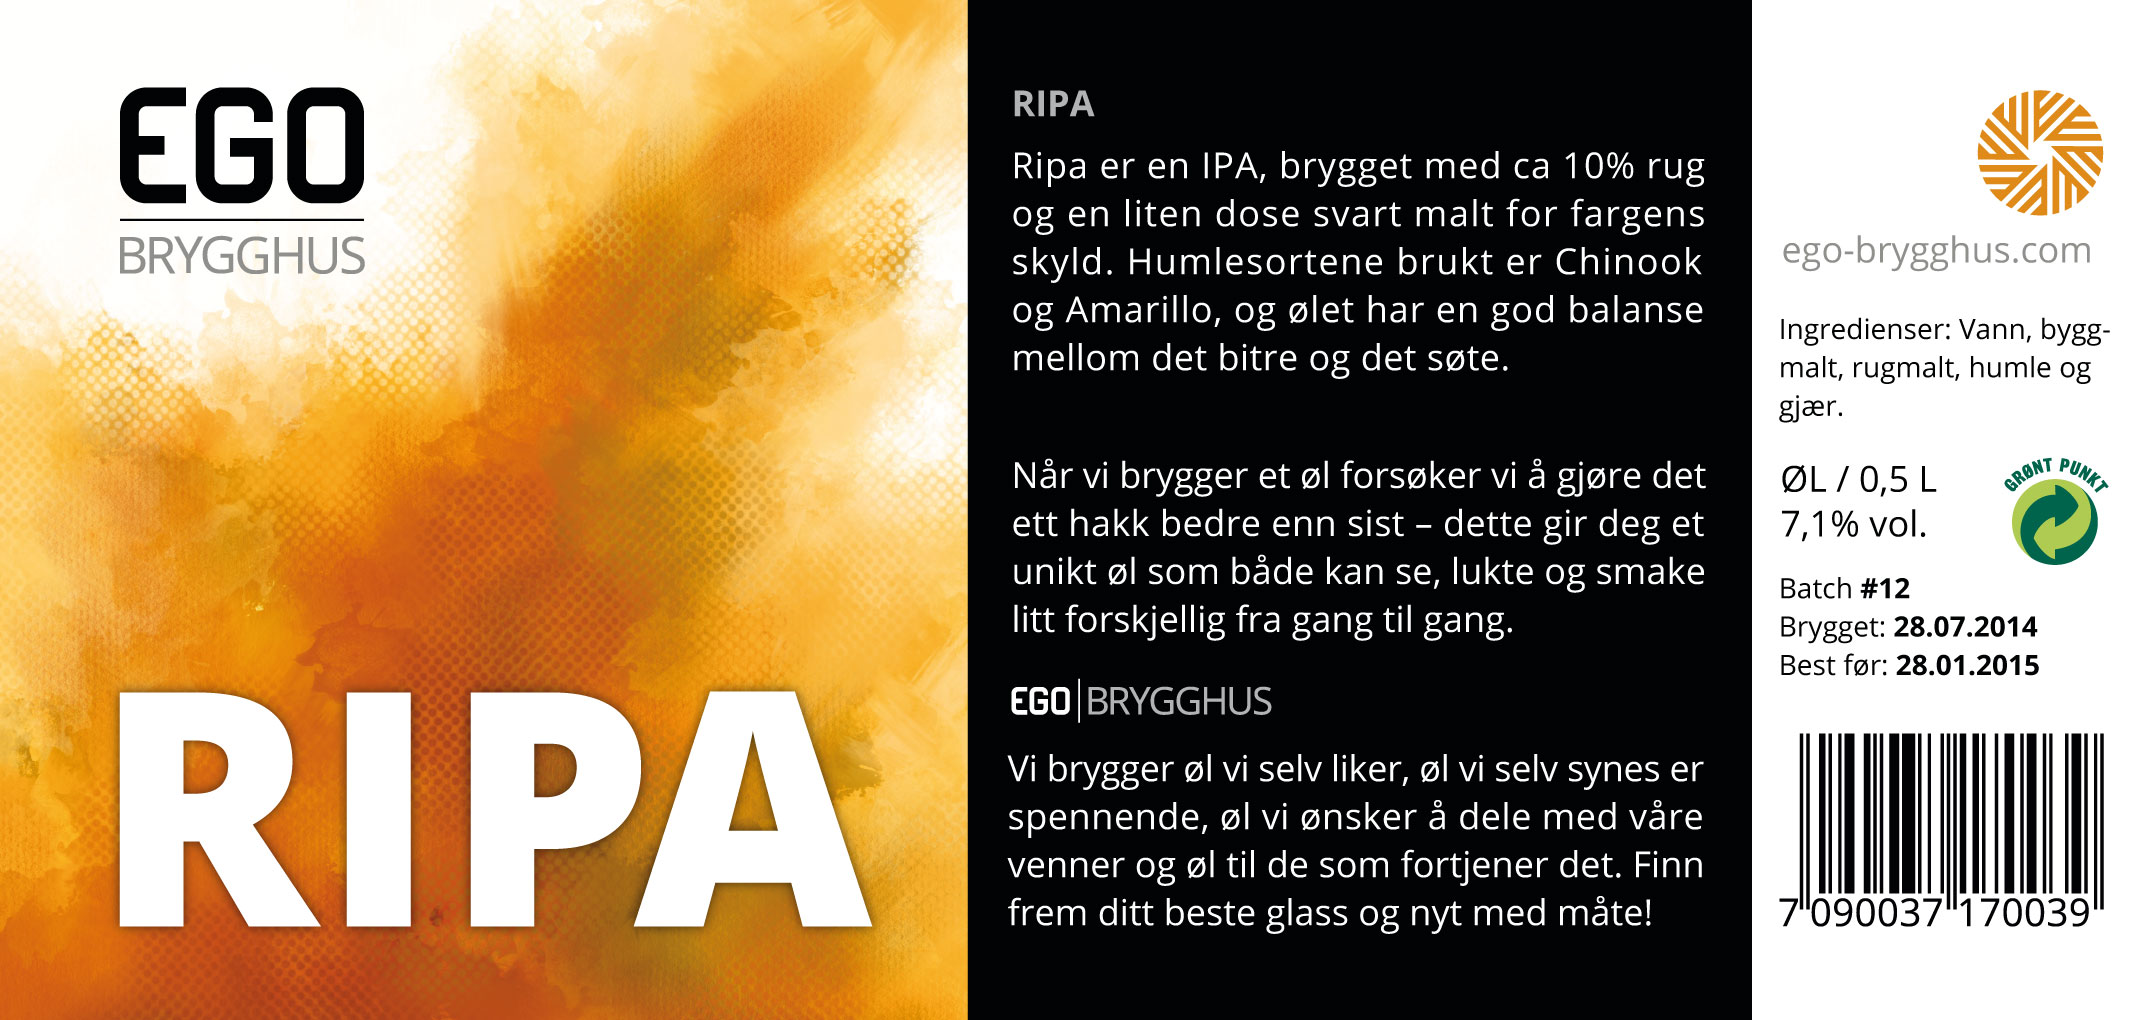 EGO
BRYGGHUS
RIPA
RIPA
Ripa er en IPA, brygget med ca 10% rug
og en liten dose svart malt for fargens
skyld. Humlesortene brukt er Chinook
og Amarillo, og ølet har en god balanse
mellom det bitre og det søte.
Når vi brygger et øl forsøker vi å gjøre det
ett hakk bedre enn sist – dette gir deg et
unikt øl som både kan se, lukte og smake
litt forskjellig fra gang til gang.
EGO|BRYGGHUS
Vi brygger øl vi selv liker, øl vi selv synes er
spennende, øl vi ønsker å dele med våre
venner og øl til de som fortjener det. Finn
frem ditt beste glass og nyt med måte!
ego-brygghus.com
Ingredienser: Vann, bygg-
malt, rugmalt, humle og
gjær.
ØL / 0,5 L
7,1% vol.
GRØNT PUNKT
Batch #12
Brygget: 28.07.2014
Best før: 28.01.2015
7 090037 170039